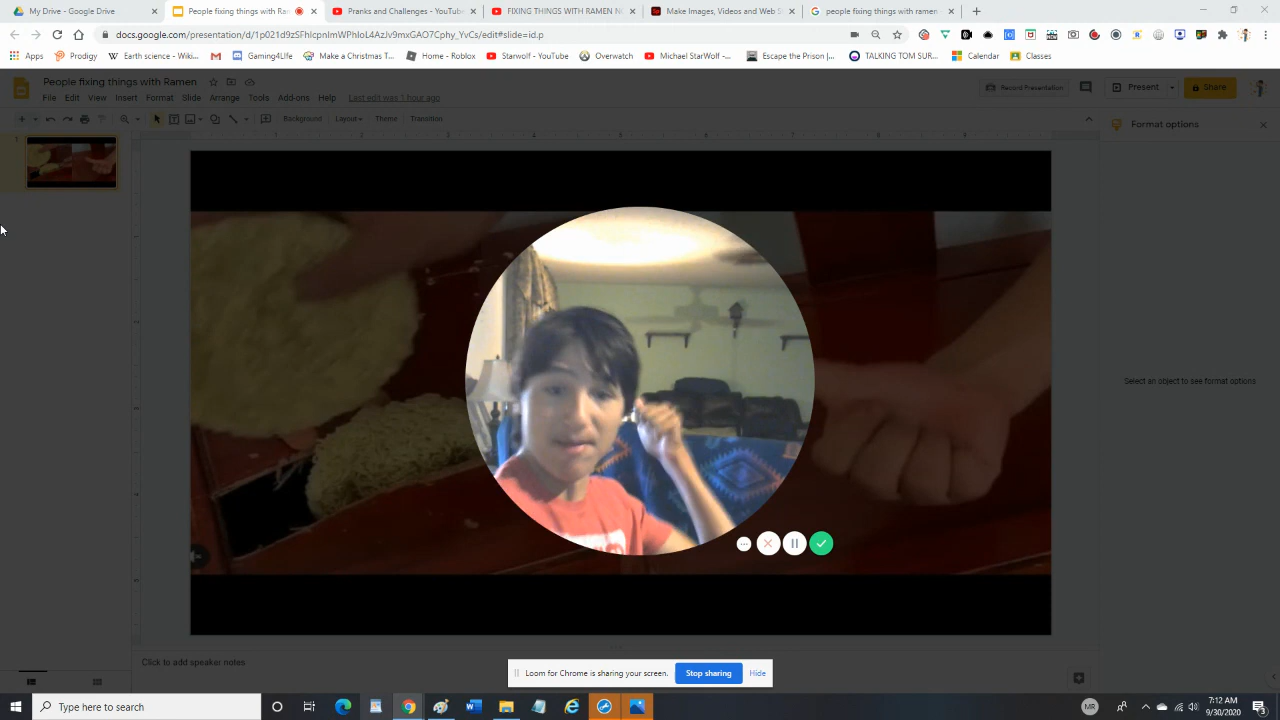 My Drive - Google Drive
People fixing things with Ra
Pranks and Challenges - YouTube
FIXING THINGS WITH RAMEN NO
Make Images, Videos and Web S
people fixing things with ramen
docs.google.com/presentation/d/
/edit#slide=id.p
Apps
Prodigy
Earth science - Wiki...
Gaming4Life
Make a Christmas T...
Home - Roblox
Starwolf - YouTube
Overwatch
Michael StarWolf -...
Escape the Prison |...
TALKING TOM SUR...
Calendar
Classes
People fixing things with Ramen
File
Edit
View
Insert
Format
Slide
Arrange
Tools
Add-ons
Help
Last edit was 1 hour ago
Record Presentation
Present
Share
Background
Layout
Theme
Transition
Format options
1
Select an object to see format options
Click to add speaker notes
Loom for Chrome is sharing your screen.
Stop sharing
Hide
Type here to search
MR
7:12 AM
9/30/2020